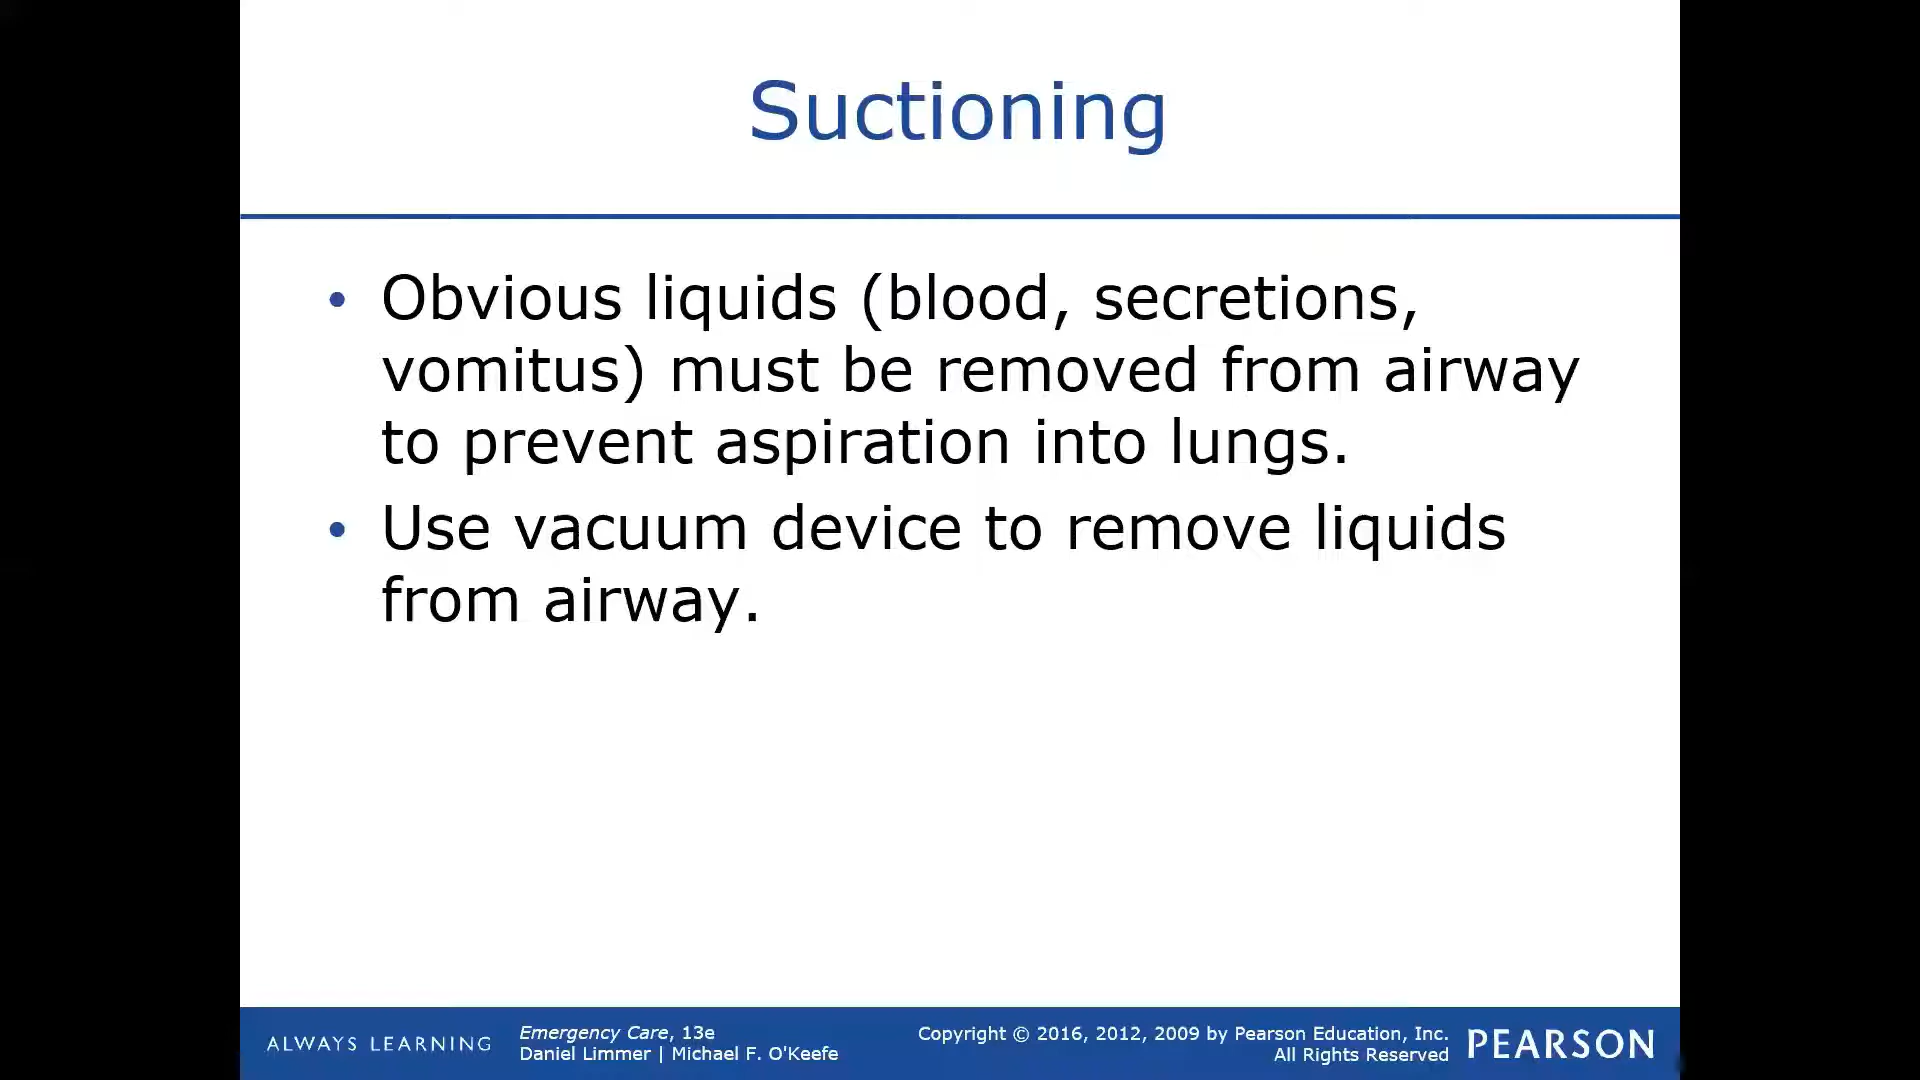 Suctioning
• Obvious liquids (blood, secretions,
vomitus) must be removed from airway
to prevent aspiration into lungs.
• Use vacuum device to remove liquids
from airway.
ALWAYS LEARNING
Emergency Care, 13e
Daniel Limmer | Michael F. O'Keefe
Copyright © 2016, 2012, 2009 by Pearson Education, Inc.
All Rights Reserved
PEARSON